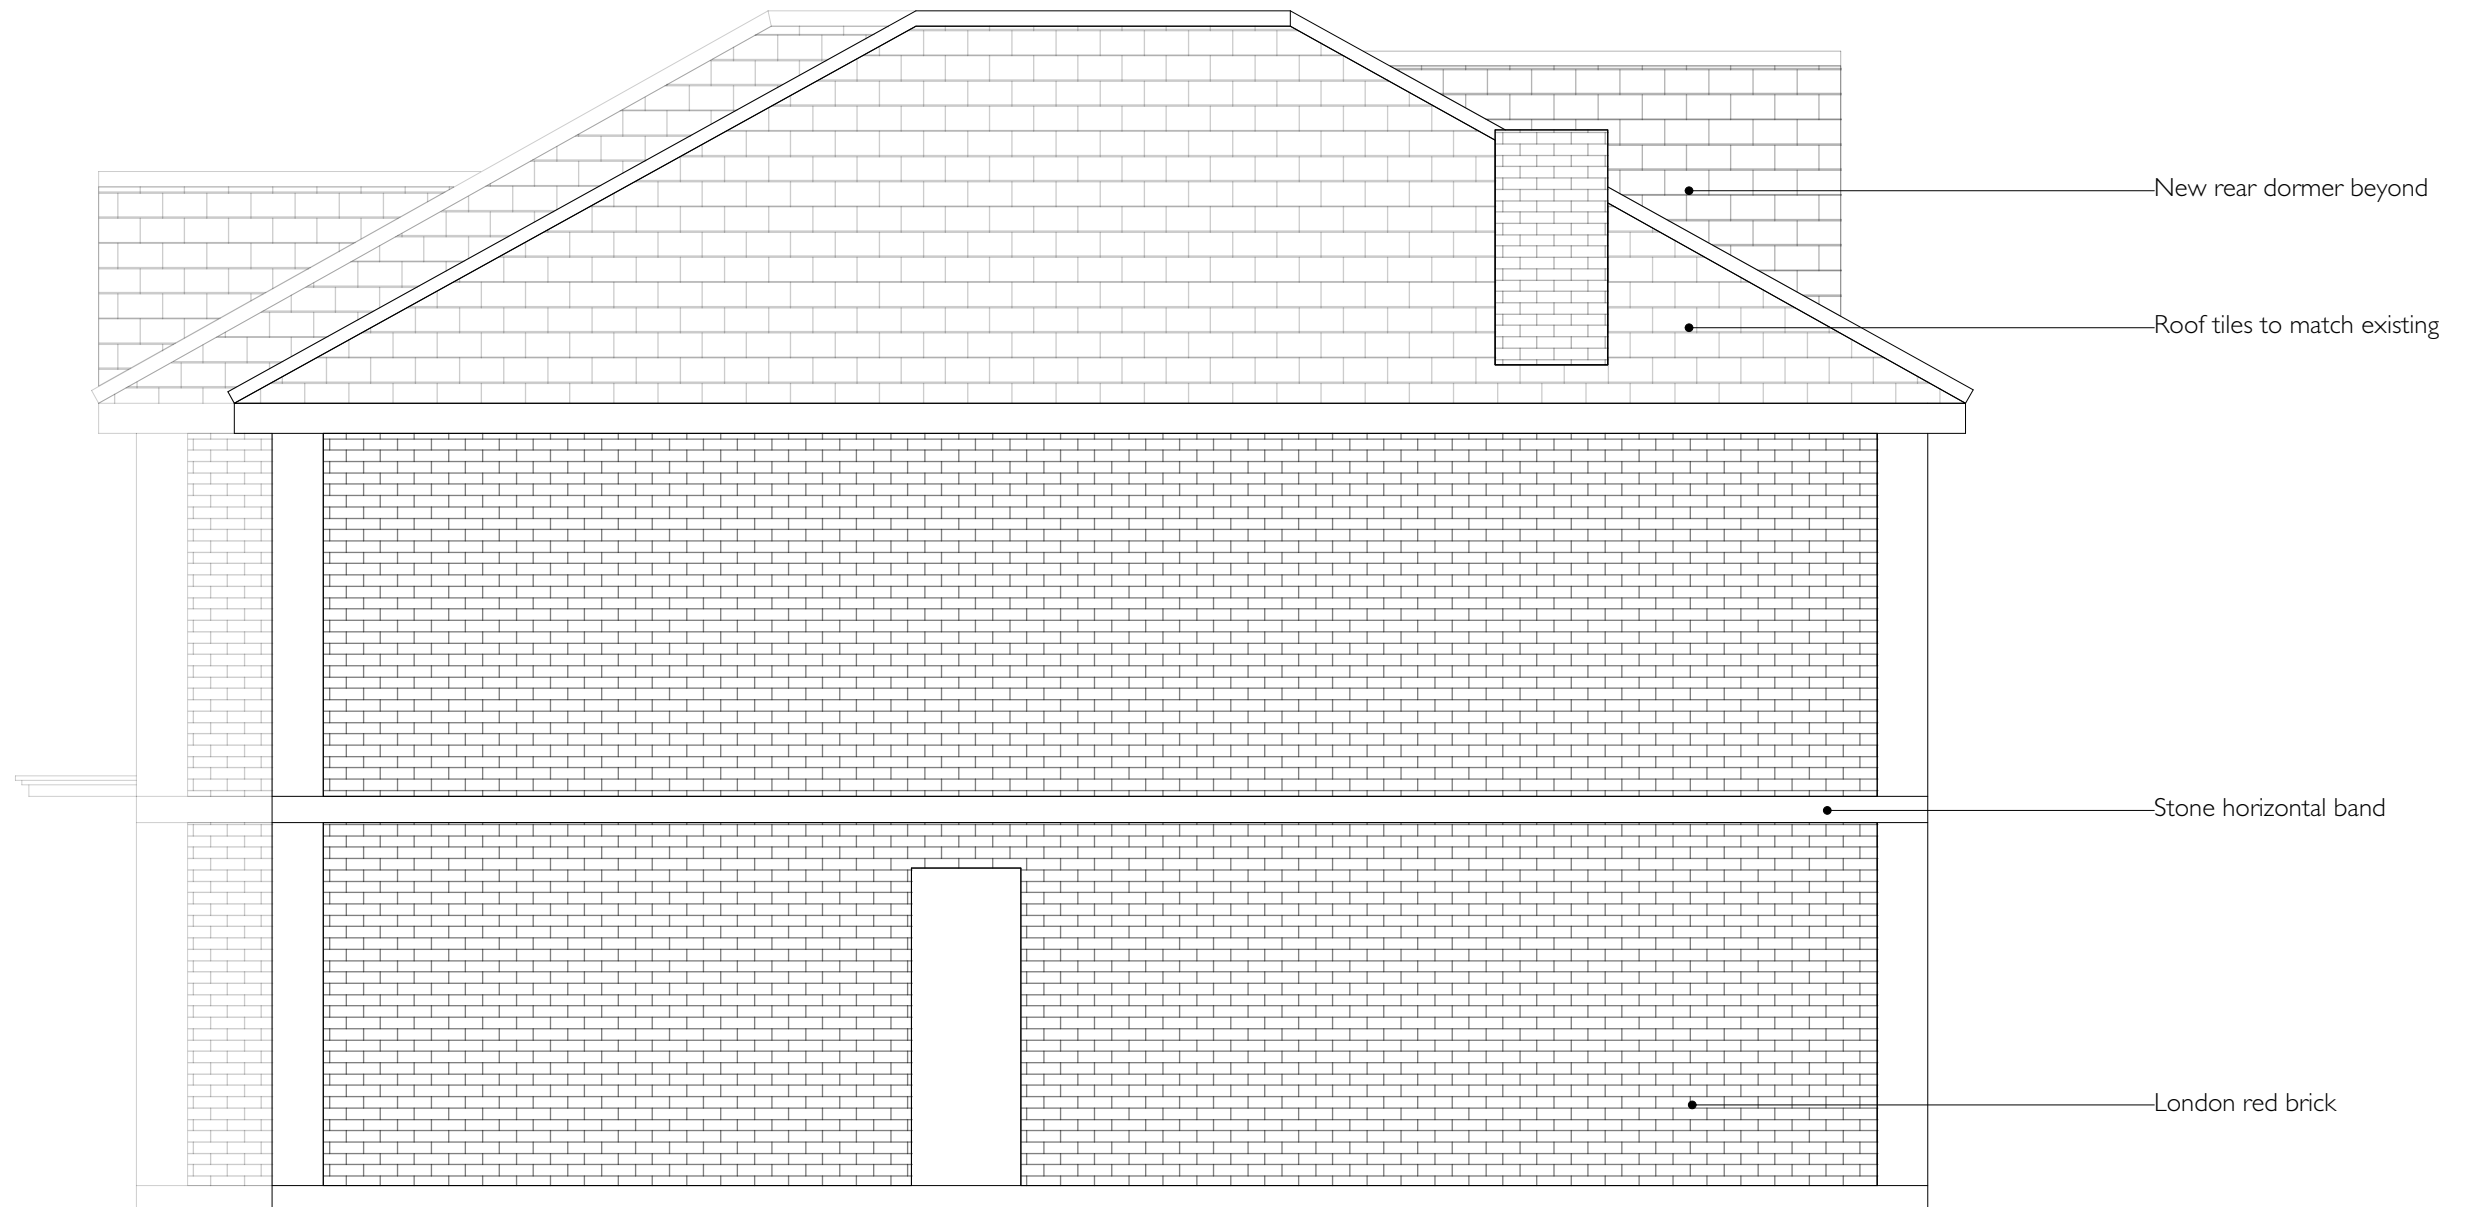 New rear dormer beyond
Roof tiles to match existing
Stone horizontal band
London red brick